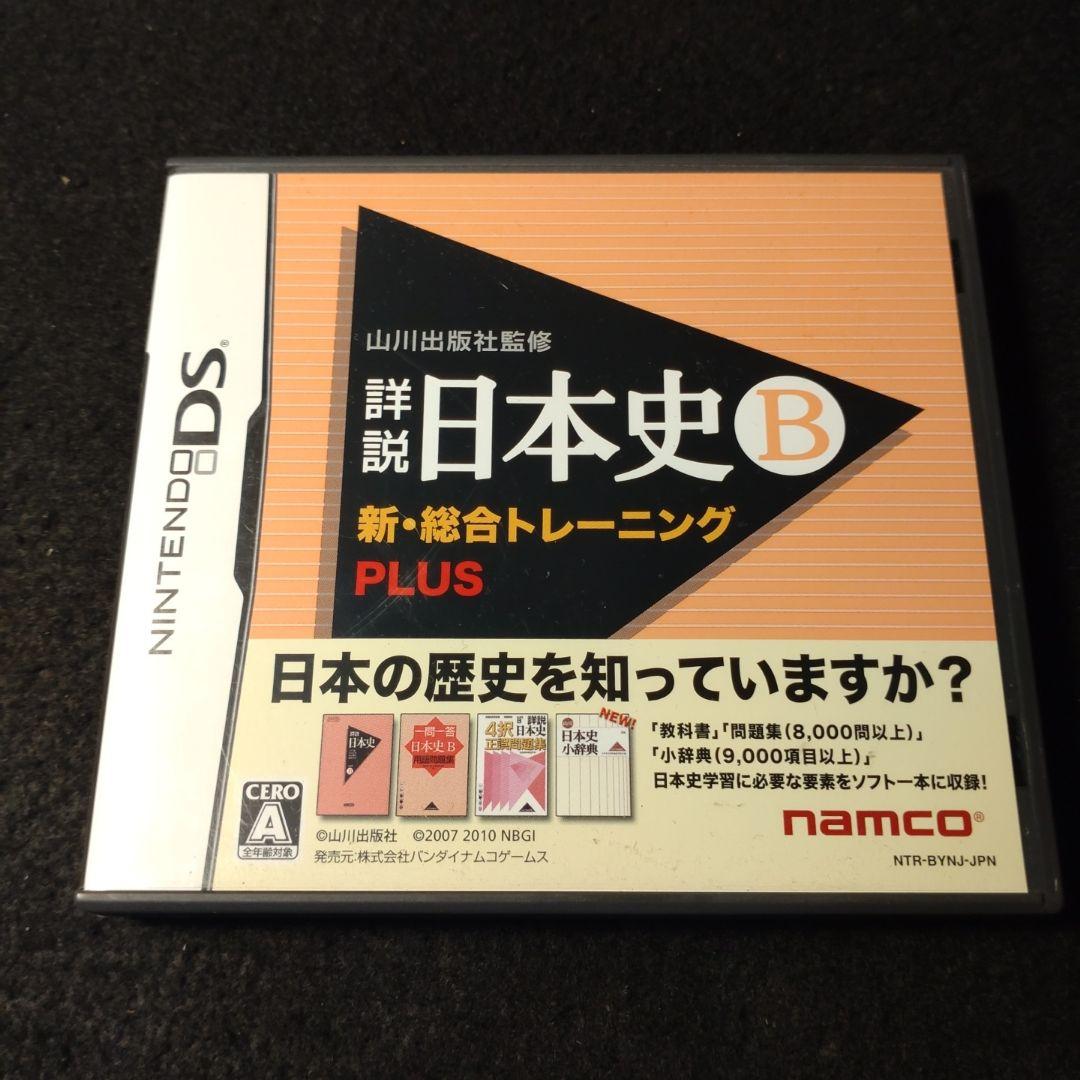 NINTENDO DS®
山川出版社監修
詳説 日本史 B
新・総合トレーニング
PLUS
日本の歴史を知っていますか?
詳説 日本史 B
一問一答 日本史B 用語問題集
4択 詳説日本史 正誤問題集
日本史 小辞典
NEW!
『教科書』『問題集(8,000問以上)』
『小辞典(9,000項目以上)』
日本史学習に必要な要素をソフト一本に収録!
CERO
A
全年齢対象
©山川出版社 ©2007 2010 NBGI
発売元:株式会社バンダイナムコゲームス
namco®
NTR-BYNJ-JPN